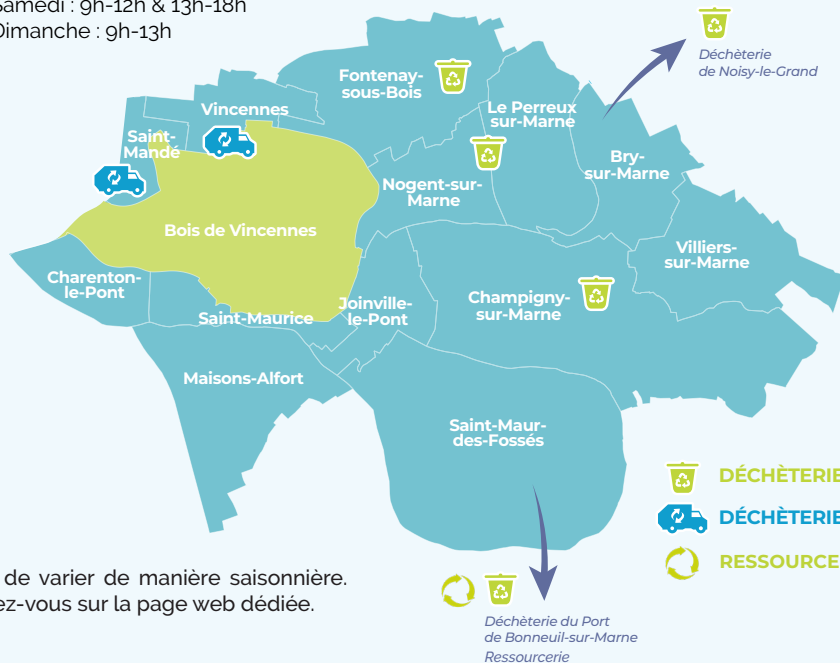 Samedi : 9h-12h & 13h-18h
Dimanche : 9h-13h
Déchèterie
de Noisy-le-Grand
Fontenay-
sous-Bois
Vincennes
Le Perreux
sur-Marne
Saint-
Mandé
Bry-
sur-Marne
Nogent-sur-
Marne
Bois de Vincennes
Villiers-
sur-Marne
Charenton-
le-Pont
Champigny-
sur-Marne
Joinville-
le-Pont
Saint-Maurice
Maisons-Alfort
Saint-Maur-
des-Fossés
DÉCHÈTERIE
DÉCHÈTERIE
RESSOURCE
de varier de manière saisonnière.
ez-vous sur la page web dédiée.
Déchèterie du Port
de Bonneuil-sur-Marne
Ressourcerie